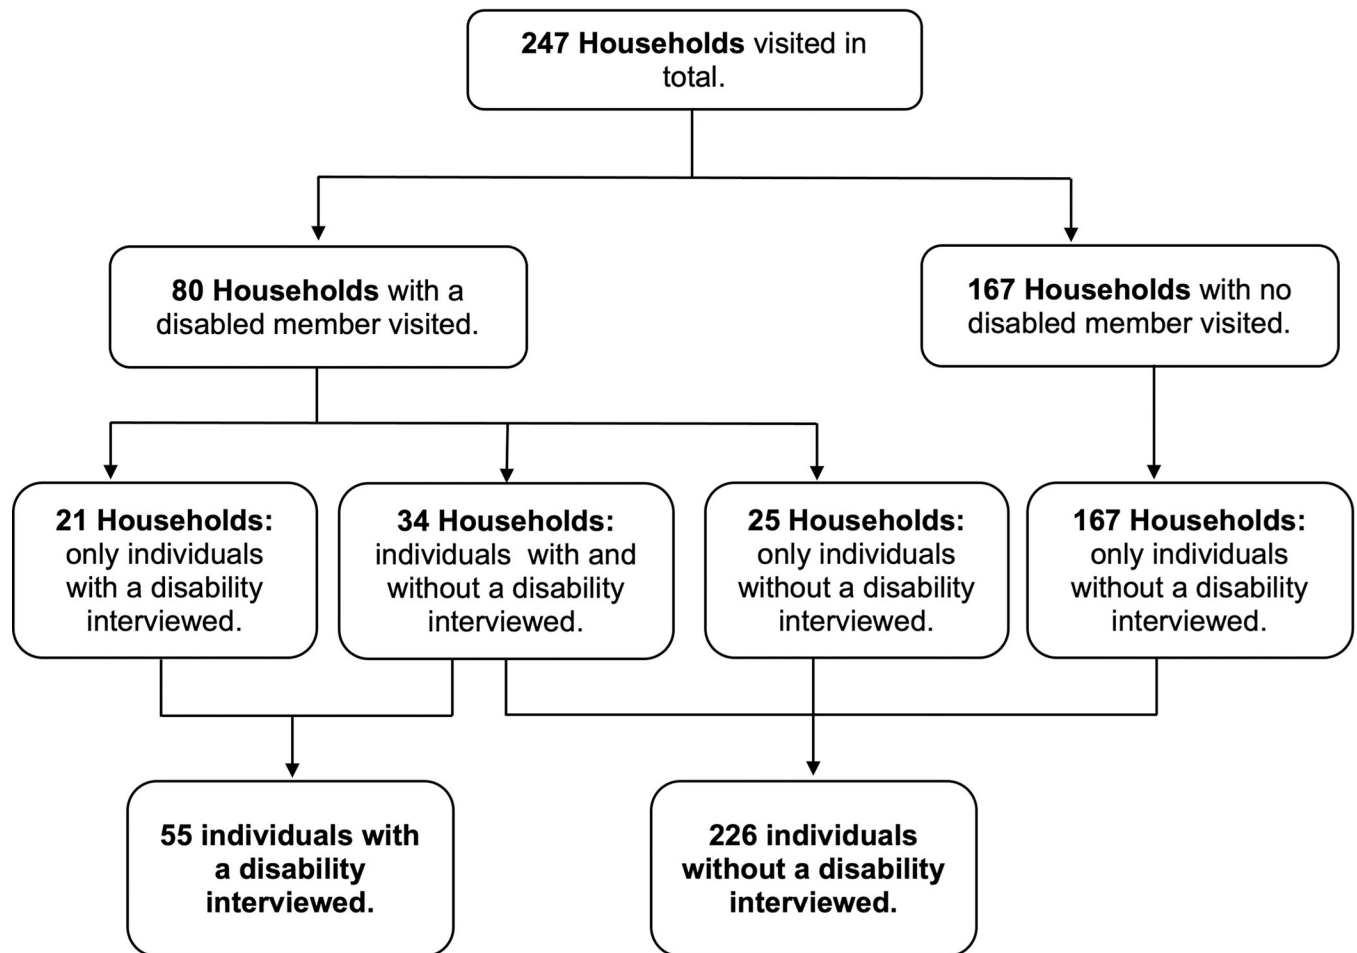 247 Households visited in
total.
80 Households with a
disabled member visited.
167 Households with no
disabled member visited.
21 Households:
only individuals
with a disability
interviewed.
34 Households:
individuals  with and
without a disability
interviewed.
25 Households:
only individuals
without a disability
interviewed.
167 Households:
only individuals
without a disability
interviewed.
55 individuals with
a disability
interviewed.
226 individuals
without a disability
interviewed.